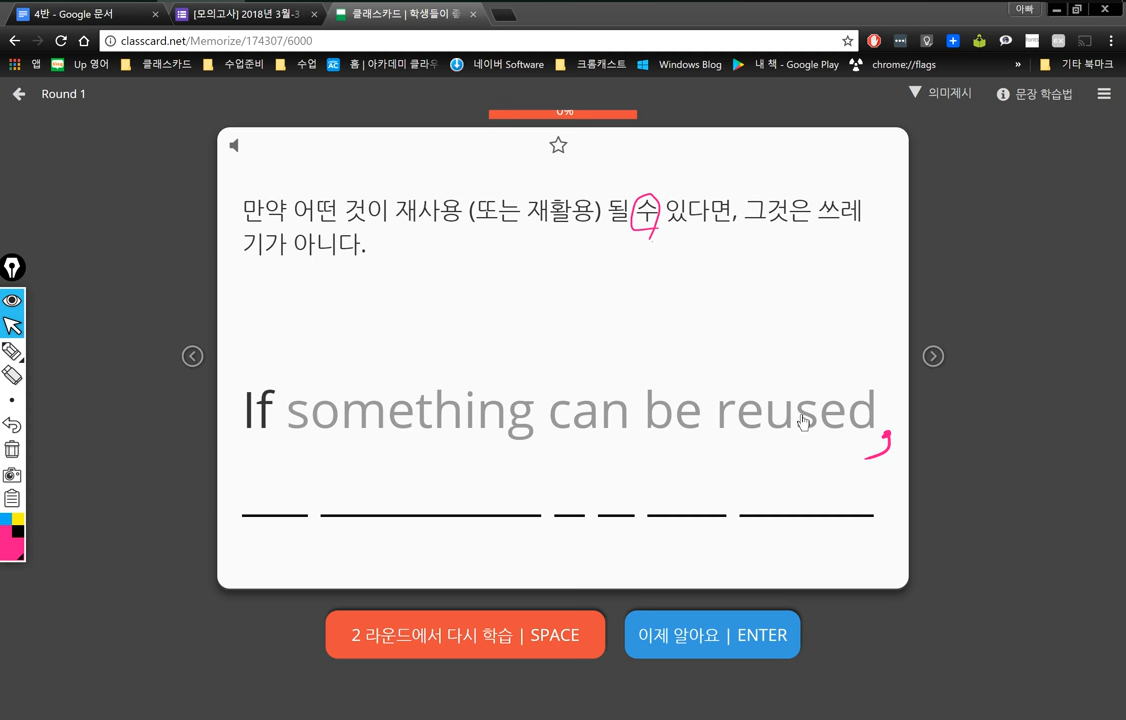 4반 - Google 문서
[모의고사] 2018년 3월-3
클래스카드 | 학생들이 좋
아빠
classcard.net/Memorize/174307/6000
앱
Up 영어
클래스카드
수업준비
수업
홈 | 아카데미 클라우
네이버 Software
크롬캐스트
Windows Blog
내 책 - Google Play
chrome://flags
»
기타 북마크
Round 1
의미제시
문장 학습법
0%
만약 어떤 것이 재사용 (또는 재활용) 될 수 있다면, 그것은 쓰레
기가 아니다.
If something can be reused
2 라운드에서 다시 학습 | SPACE
이제 알아요 | ENTER